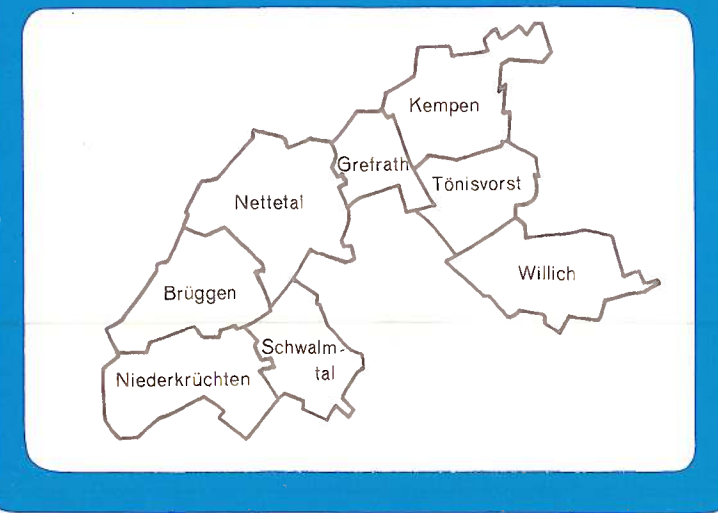 Kempen
Grefrath
Tönisvorst
Nettetal
Willich
Brüggen
Schwalm-
tal
Niederkrüchten